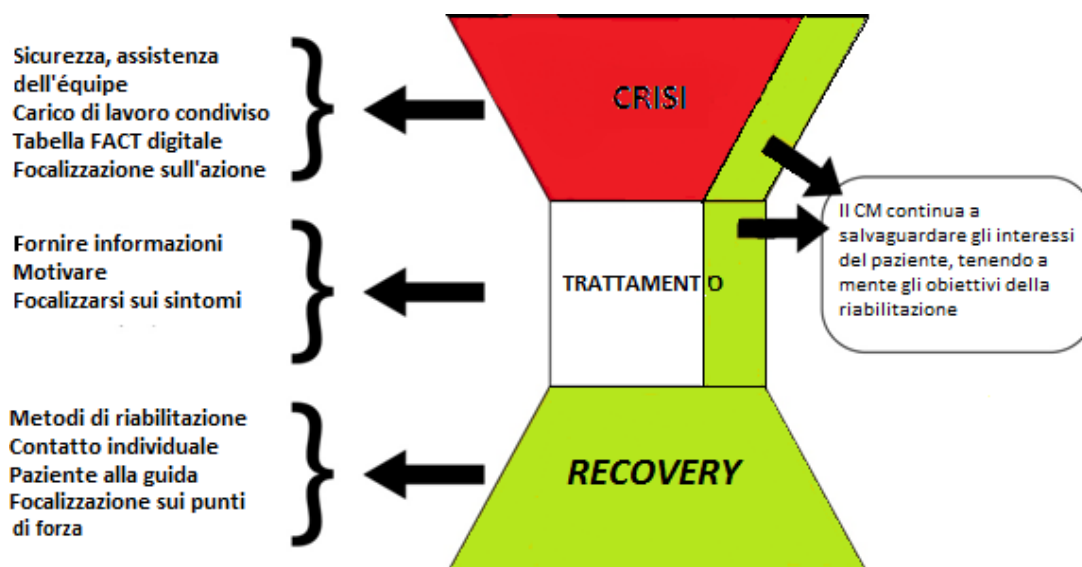 Sicurezza, assistenza
dell'équipe
Carico di lavoro condiviso
Tabella FACT digitale
Focalizzazione sull'azione
CRISI
Il CM continua a
salvaguardare gli interessi
del paziente, tenendo a
mente gli obiettivi della
riabilitazione
Fornire informazioni
Motivare
Focalizzarsi sui sintomi
TRATTAMENTO
Metodi di riabilitazione
Contatto individuale
Paziente alla guida
Focalizzazione sui punti
di forza
RECOVERY